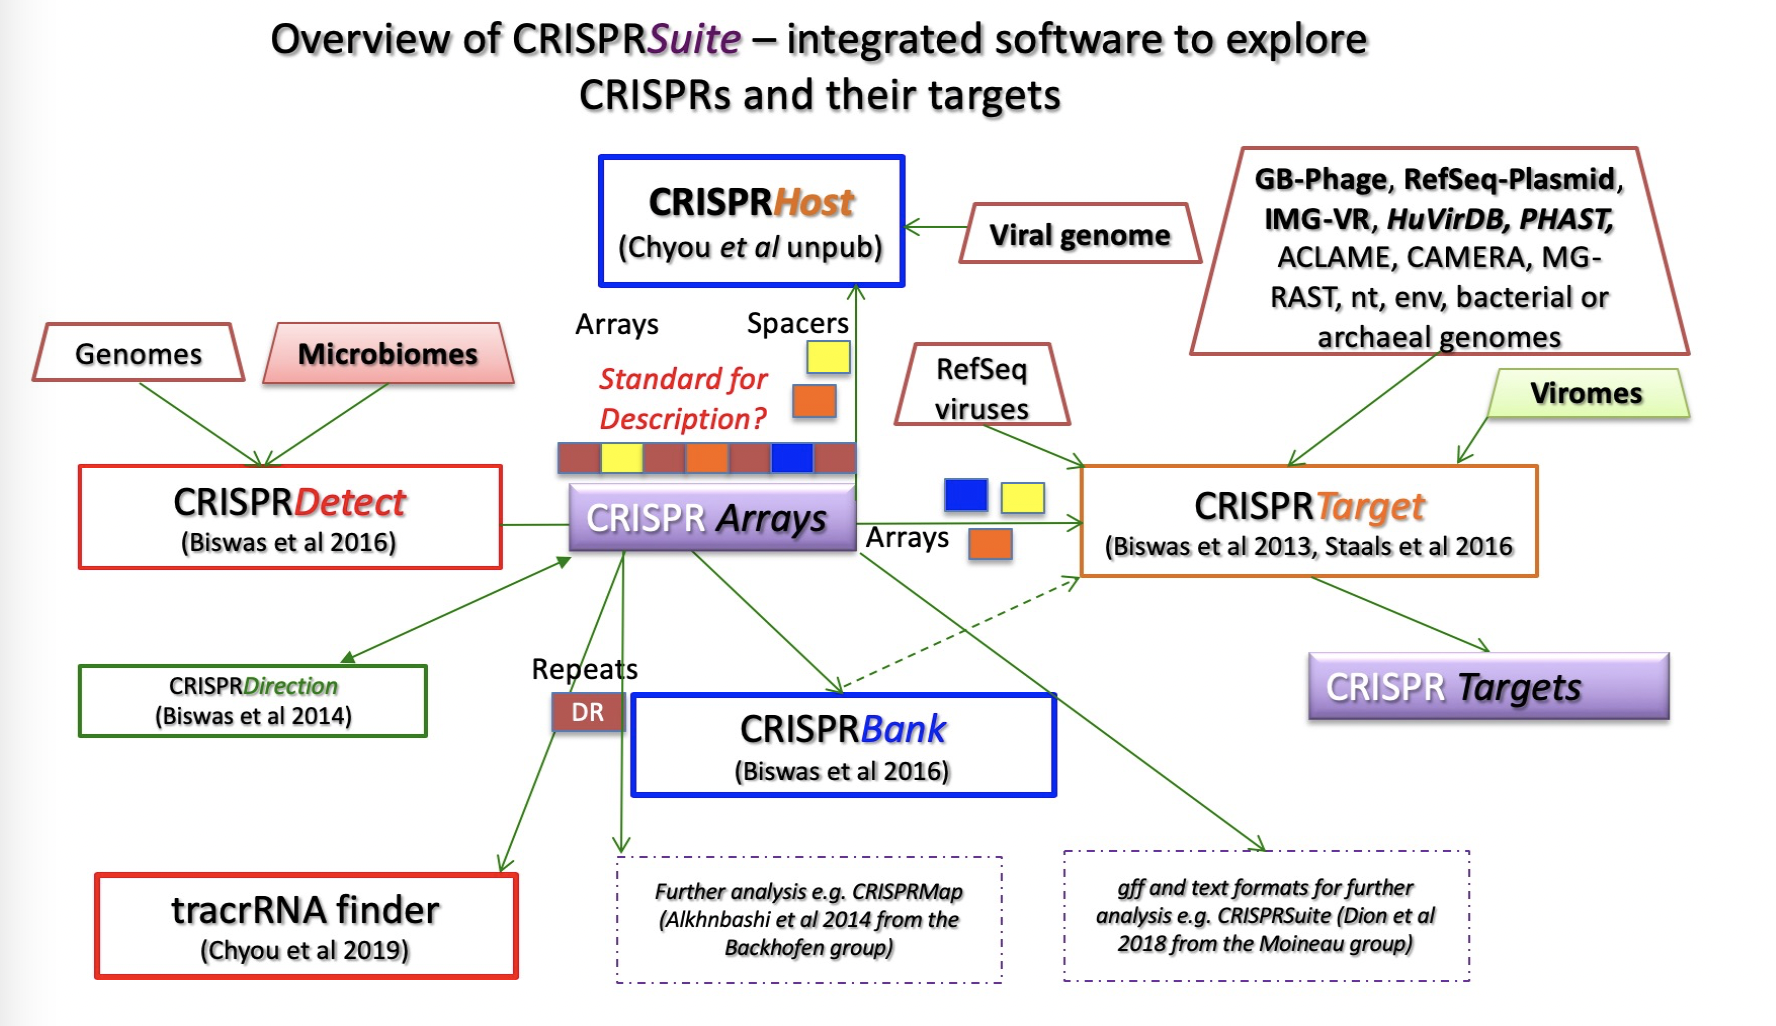 Overview of CRISPRSuite – integrated software to explore
CRISPRs and their targets
CRISPRHost
(Chyou et al unpub)
Viral genome
GB-Phage, RefSeq-Plasmid,
IMG-VR, HuVirDB, PHAST,
ACLAME, CAMERA, MG-
RAST, nt, env, bacterial or
archaeal genomes
Genomes
Microbiomes
Arrays
Spacers
Standard for
Description?
RefSeq
viruses
Viromes
CRISPRDetect
(Biswas et al 2016)
CRISPR Arrays
Arrays
CRISPRTarget
(Biswas et al 2013, Staals et al 2016
CRISPRDirection
(Biswas et al 2014)
Repeats
DR
CRISPRBank
(Biswas et al 2016)
CRISPR Targets
tracrRNA finder
(Chyou et al 2019)
Further analysis e.g. CRISPRMap
(Alkhnbashi et al 2014 from the
Backhofen group)
gff and text formats for further
analysis e.g. CRISPRSuite (Dion et al
2018 from the Moineau group)